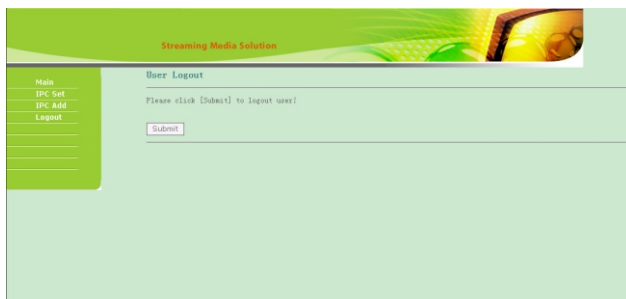 Streaming Media Solution
Main
IPC Set
IPC Add
Logout
User Logout
Please click [Submit] to logout user!
Submit